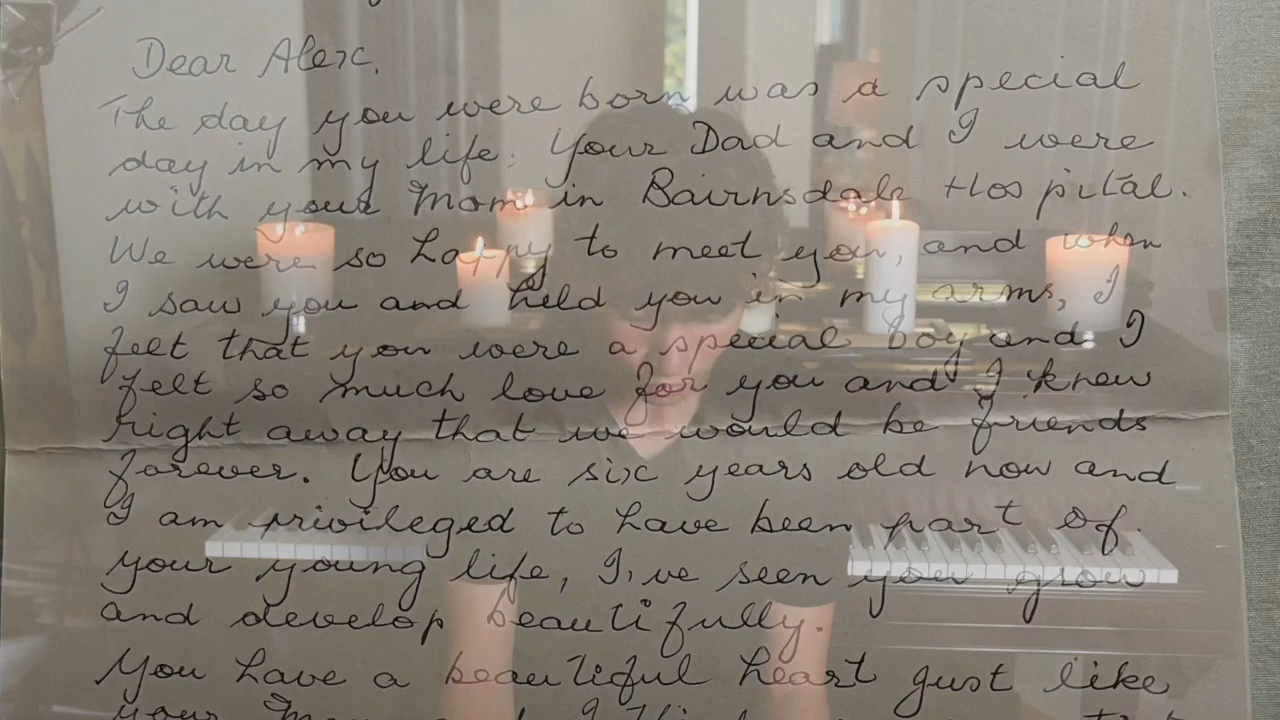 Dear Alex,
The day you were born was a special
day in my life. Your Dad and I were
with your Mom in Bairnsdale Hospital.
We were so happy to meet you, and when
I saw you and held you in my arms, I
felt that you were a special boy and I
felt so much love for you and I knew
right away that we would be friends
forever. You are six years old now and
I am privileged to have been part of
your young life, I,ve seen you grow
and develop beautifully.
You have a beautiful heart just like
your Mom and I